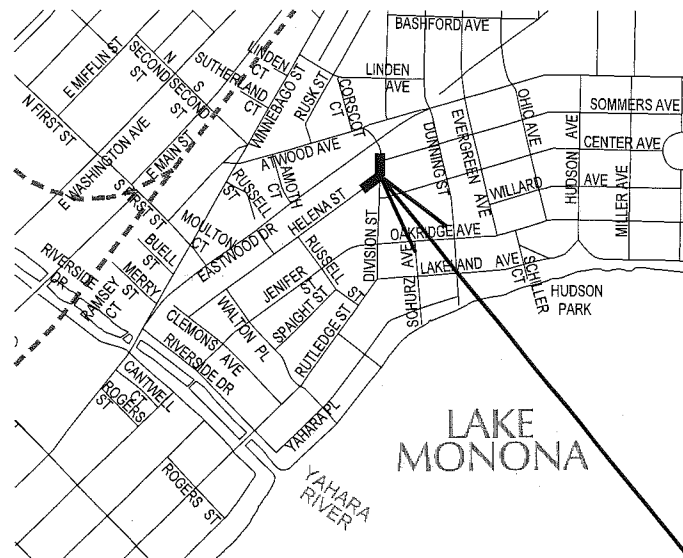 BASHFORD AVE
LINDEN
AVE
N
SECOND
ST
S
SECOND
ST
SUTHERLAND
CT
LINDEN
CT
WINNEBAGO ST
RUSK ST
CORSCOT
CT
E MIFFLIN ST
N FIRST ST
E WASHINGTON AVE
E MAIN ST
S FIRST ST
ATWOOD AVE
AMOTH
CT
RUSSELL
ST
MOULTON
CT
EASTWOOD DR
HELENA ST
DIVISION ST
DUNNING ST
EVERGREEN
AVE
OHIO AVE
SOMMERS AVE
CENTER AVE
WILLARD
AVE
HUDSON
AVE
MILLER AVE
OAKRIDGE AVE
LAKELAND AVE
SCHURZ AVE
SCHILLER
CT
HUDSON
PARK
RIVERSIDE
DR
RAMSEY
CT
BUELL
ST
MERRY
ST
JENIFER
ST
RUSSELL
ST
SPAIGHT ST
WALTON PL
CLEMONS AVE
RIVERSIDE DR
RUTLEDGE ST
YAHARA PL
CANTWELL
CT
ROGERS
ST
ROGERS ST
YAHARA
RIVER
LAKE
MONONA